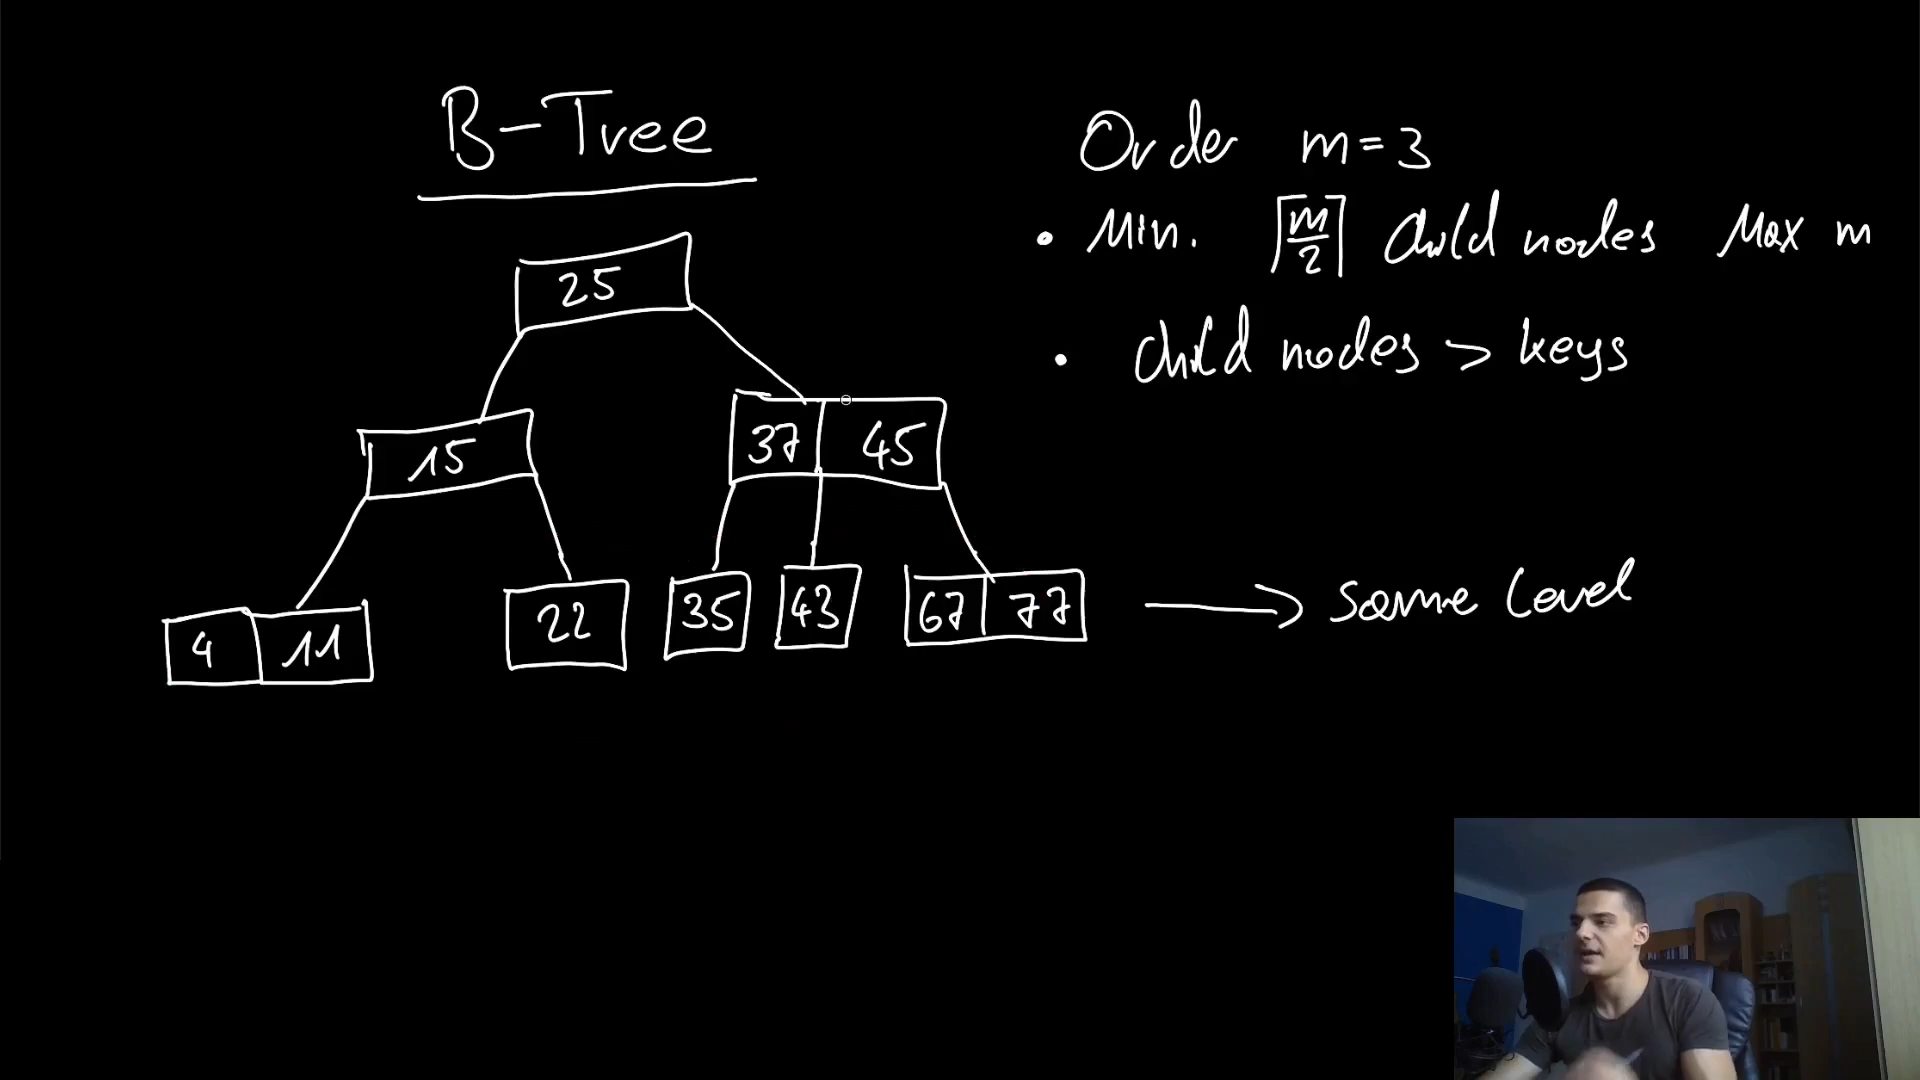 B-Tree
Order m=3
• Min. ⌈m/2⌉ Child nodes Max m
25
• child nodes > keys
15
37 45
4 11 22 35 43 67 77 → same level